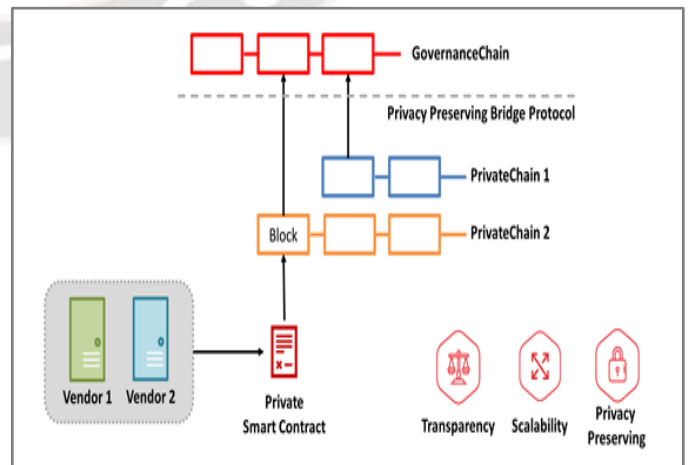 GovernanceChain
Privacy Preserving Bridge Protocol
PrivateChain 1
Block
PrivateChain 2
Vendor 1
Vendor 2
Private
Smart Contract
Transparency
Scalability
Privacy
Preserving